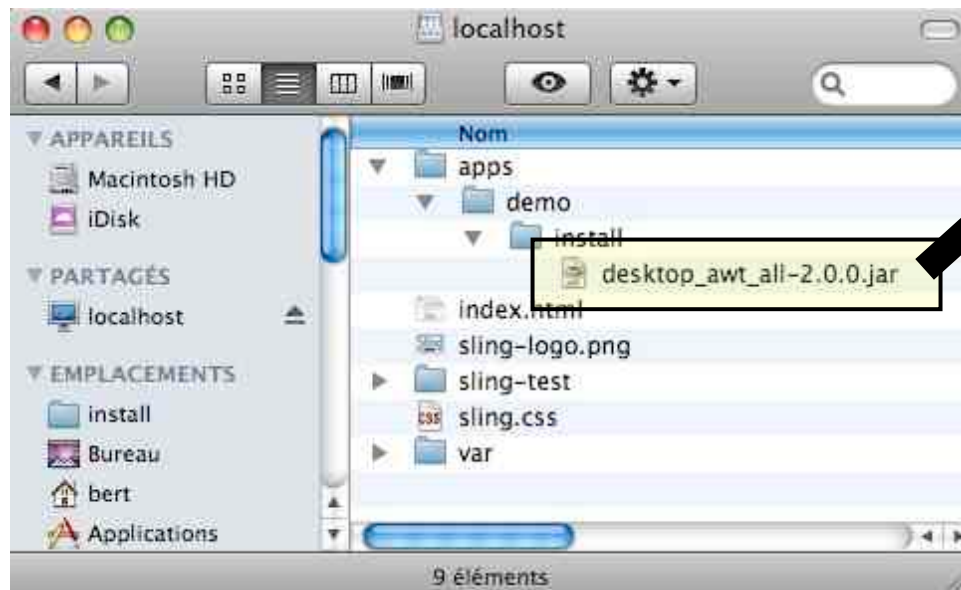 localhost
APPAREILS
Macintosh HD
iDisk
PARTAGÉS
localhost
EMPLACEMENTS
install
Bureau
bert
Applications
Nom
apps
demo
install
desktop_awt_all-2.0.0.jar
index.html
sling-logo.png
sling-test
css sling.css
var
9 éléments